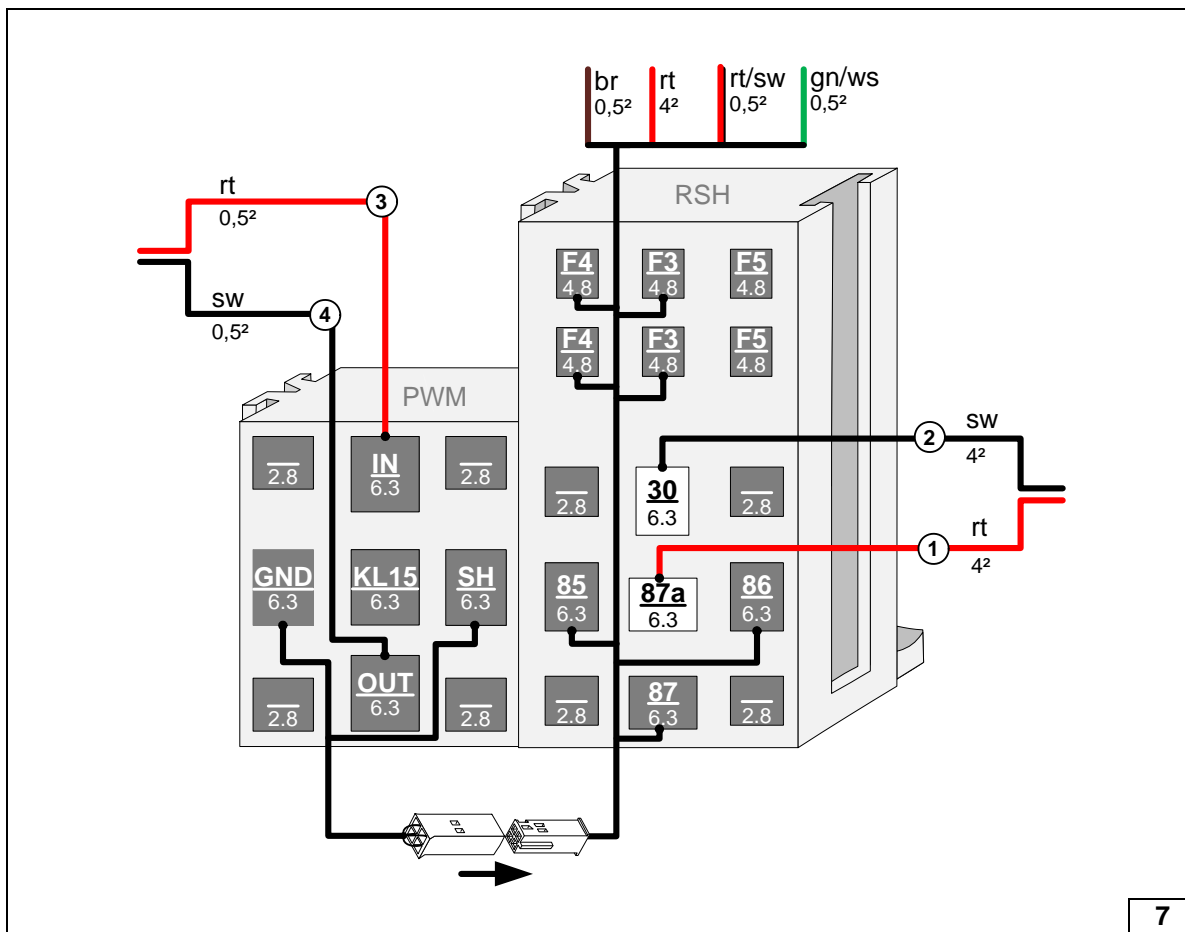 br
0,5²
rt
4²
rt/sw
0,5²
gn/ws
0,5²
rt
0,5²
3
sw
0,5²
4
RSH
F4
4.8
F3
4.8
F5
4.8
F4
4.8
F3
4.8
F5
4.8
PWM
2.8
IN
6.3
2.8
2.8
30
6.3
2.8
2
sw
4²
1
rt
4²
GND
6.3
KL15
6.3
SH
6.3
85
6.3
87a
6.3
86
6.3
2.8
OUT
6.3
2.8
2.8
87
6.3
2.8
7